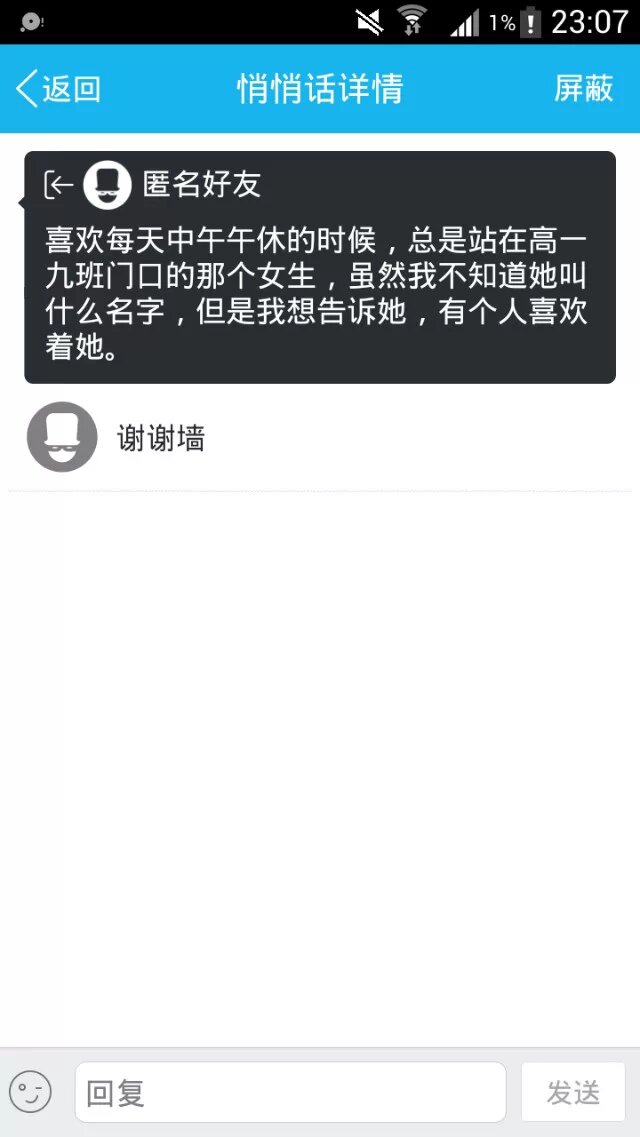 1% 23:07
返回 悄悄话详情 屏蔽
匿名好友
喜欢每天中午午休的时候，总是站在高一
九班门口的那个女生，虽然我不知道她叫
什么名字，但是我想告诉她，有个人喜欢
着她。
谢谢墙
回复 发送